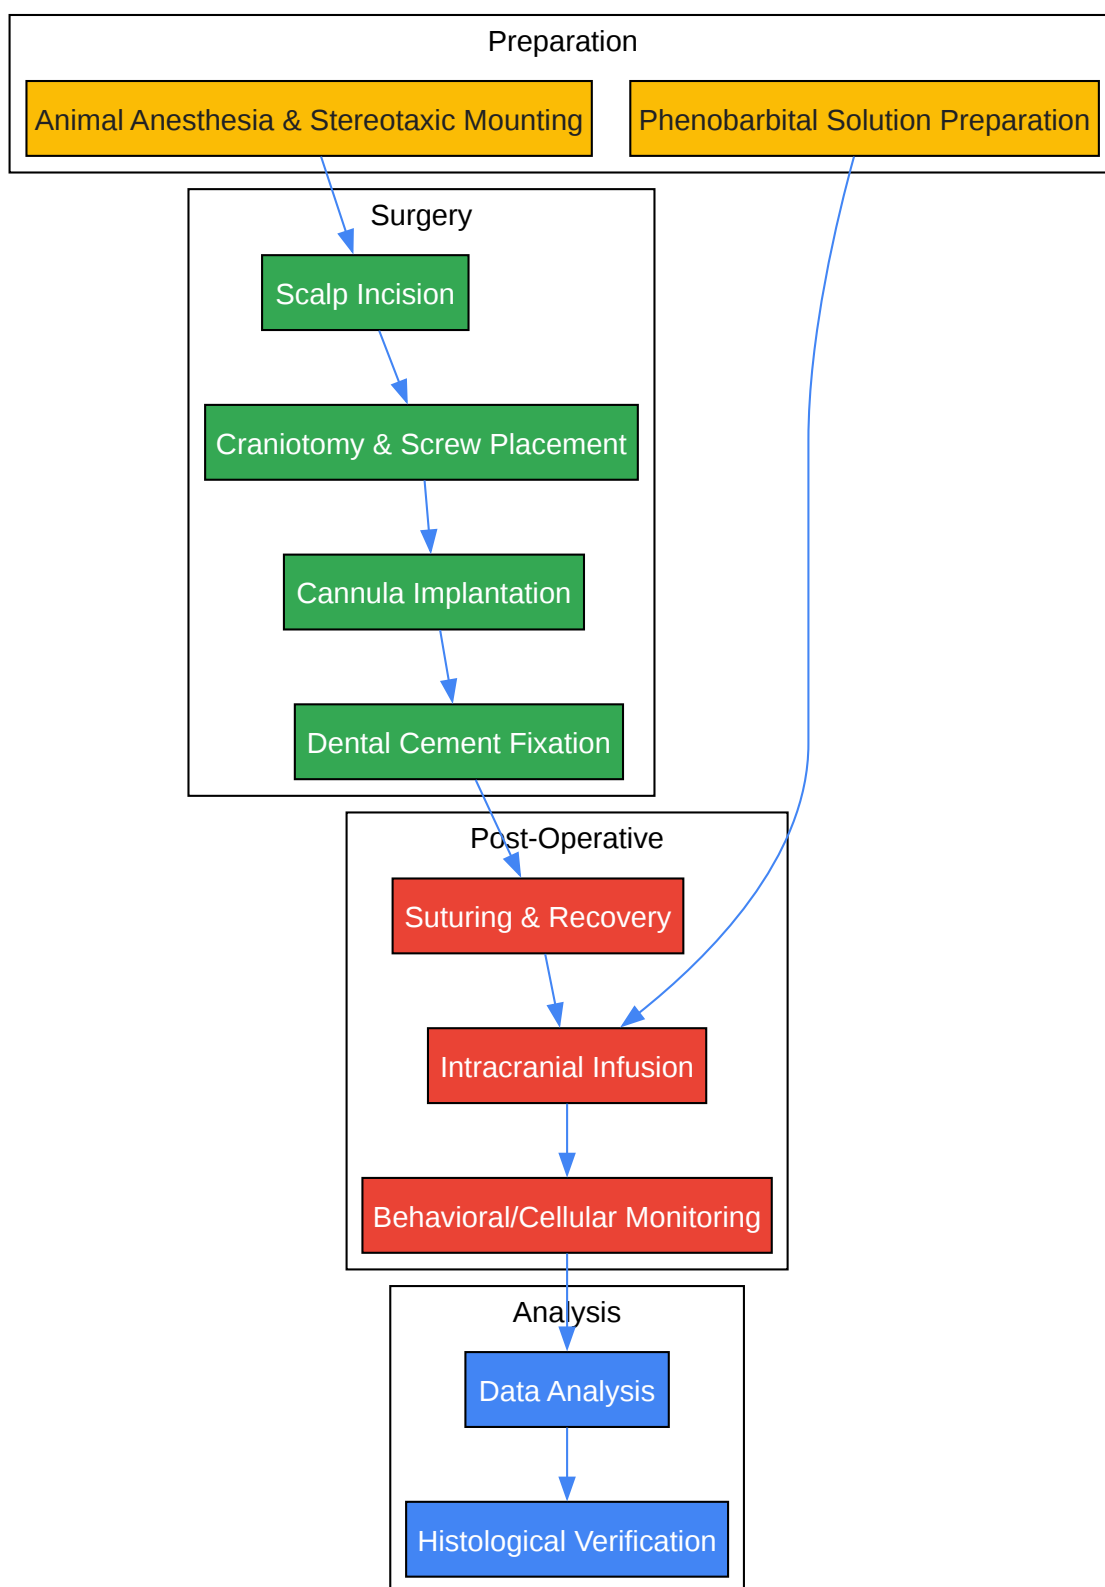 Preparation
Animal Anesthesia & Stereotaxic Mounting
Phenobarbital Solution Preparation
Surgery
Scalp Incision
Craniotomy & Screw Placement
Cannula Implantation
Dental Cement Fixation
Post-Operative
Suturing & Recovery
Intracranial Infusion
Behavioral/Cellular Monitoring
Analysis
Data Analysis
Histological Verification